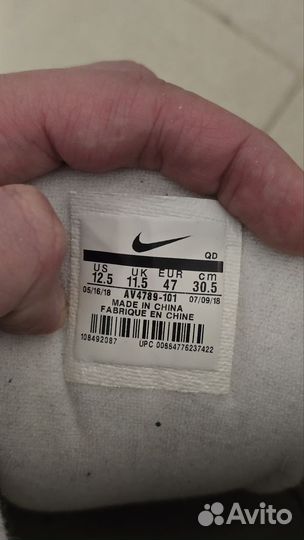 QD
US UK EUR cm
12.5 11.5 47 30.5
05/16/18 AV4789-101 07/09/18
MADE IN CHINA
FABRIQUE EN CHINE
108492087 UPC 00884776237422
Avito